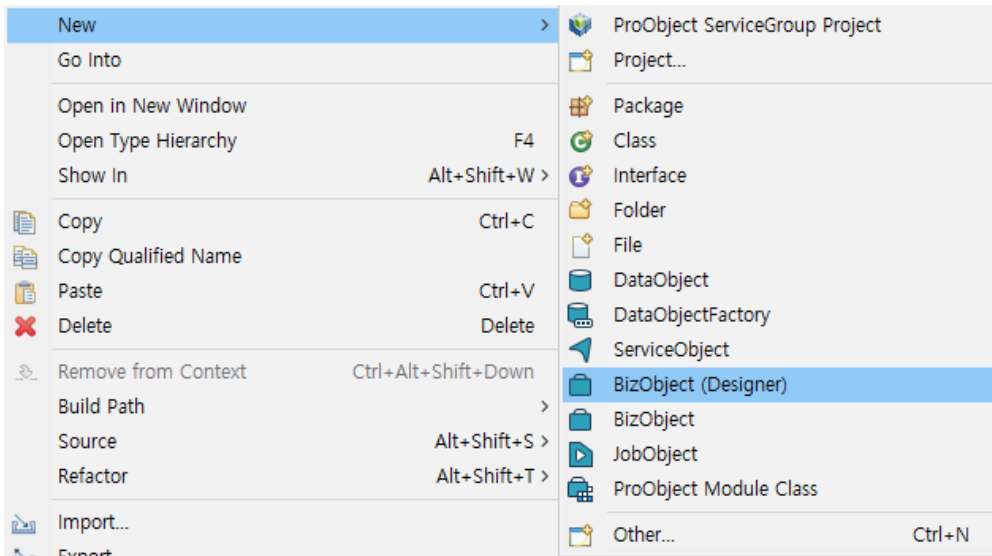 New >
Go Into
Open in New Window
Open Type Hierarchy F4
Show In Alt+Shift+W >
Copy Ctrl+C
Copy Qualified Name
Paste Ctrl+V
Delete Delete
Remove from Context Ctrl+Alt+Shift+Down
Build Path >
Source Alt+Shift+S >
Refactor Alt+Shift+T >
Import...
Export
ProObject ServiceGroup Project
Project...
Package
Class
Interface
Folder
File
DataObject
DataObjectFactory
ServiceObject
BizObject (Designer)
BizObject
JobObject
ProObject Module Class
Other... Ctrl+N